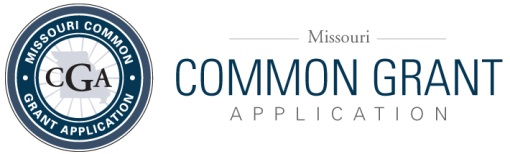 MISSOURI COMMON
CGA
GRANT APPLICATION
Missouri
COMMON GRANT
APPLICATION